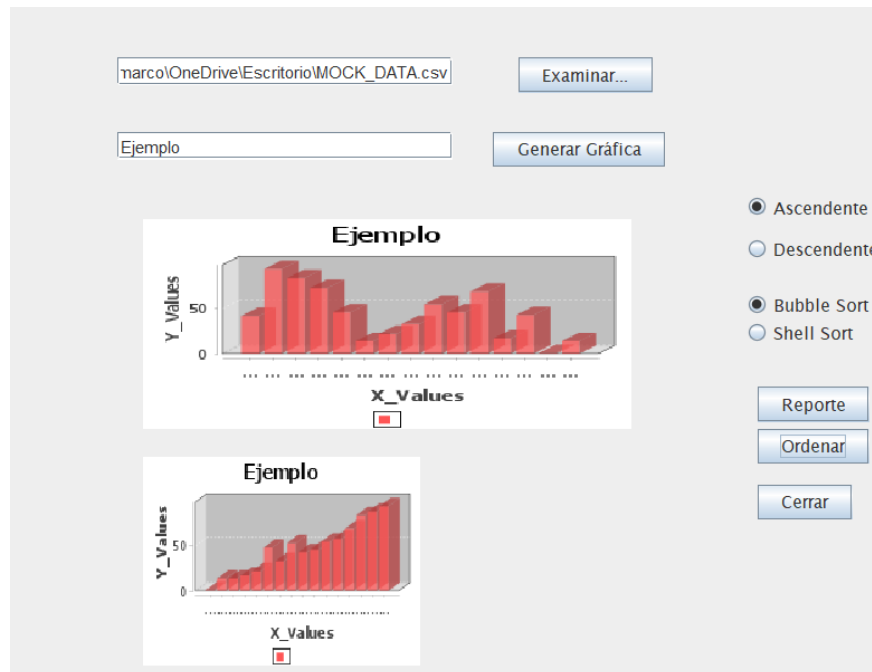 marco\OneDrive\Escritorio\MOCK_DATA.csv
Examinar...
Ejemplo
Generar Gráfica
Ascendente
Descendente
Bubble Sort
Shell Sort
Ejemplo
Y_Values
50
0
... ... ... ... ... ... ... ... ... ... ... ... ... ... ...
X_Values
Reporte
Ordenar
Cerrar
Ejemplo
Y_Values
50
0
X_Values